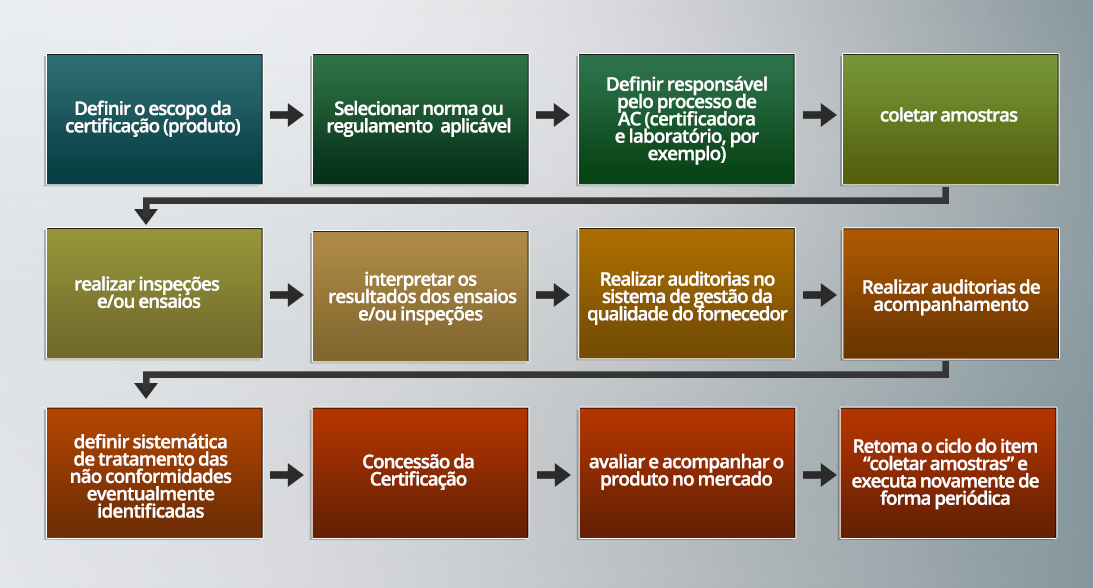 Definir o escopo da
certificação (produto)
Selecionar norma ou
regulamento aplicável
Definir responsável
pelo processo de
AC (certificadora
e laboratório, por
exemplo)
coletar amostras
realizar inspeções
e/ou ensaios
interpretar os
resultados dos ensaios
e/ou inspeções
Realizar auditorias no
sistema de gestão da
qualidade do fornecedor
Realizar auditorias de
acompanhamento
definir sistemática
de tratamento das
não conformidades
eventualmente
identificadas
Concessão da
Certificação
avaliar e acompanhar o
produto no mercado
Retoma o ciclo do item
“coletar amostras” e
executa novamente de
forma periódica